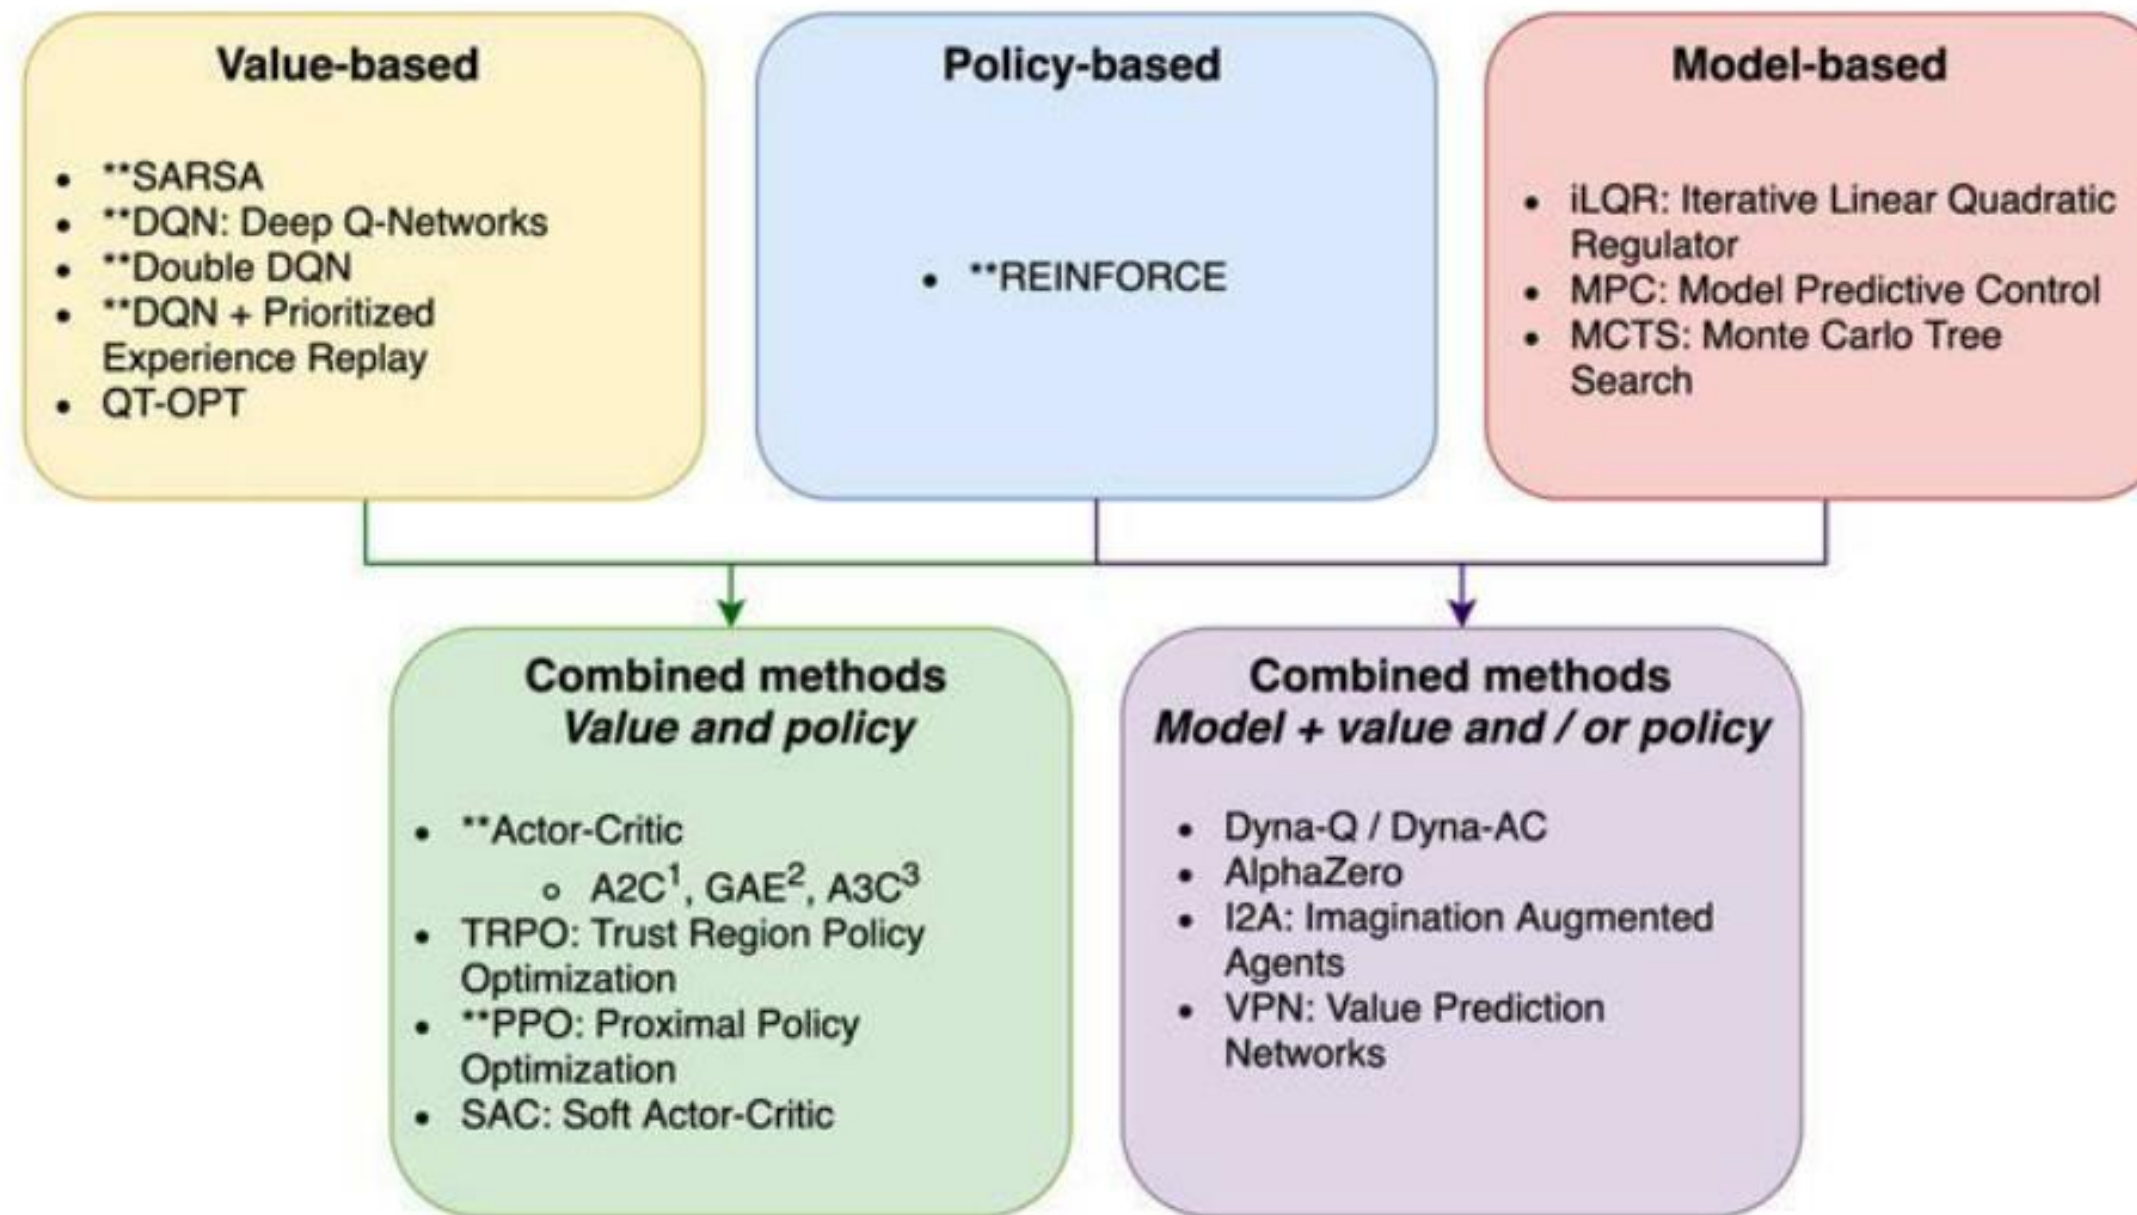 Value-based
• **SARSA
• **DQN: Deep Q-Networks
• **Double DQN
• **DQN + Prioritized
Experience Replay
• QT-OPT
Policy-based
• **REINFORCE
Model-based
• iLQR: Iterative Linear Quadratic
Regulator
• MPC: Model Predictive Control
• MCTS: Monte Carlo Tree
Search
Combined methods
Value and policy
• **Actor-Critic
○ A2C¹, GAE², A3C³
• TRPO: Trust Region Policy
Optimization
• **PPO: Proximal Policy
Optimization
• SAC: Soft Actor-Critic
Combined methods
Model + value and / or policy
• Dyna-Q / Dyna-AC
• AlphaZero
• I2A: Imagination Augmented
Agents
• VPN: Value Prediction
Networks